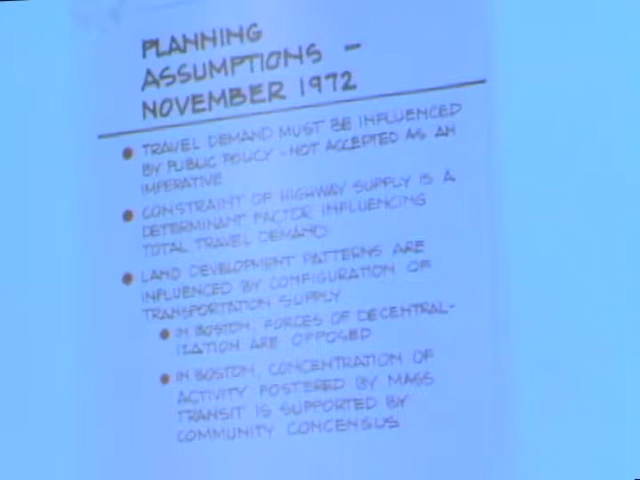 PLANNING
ASSUMPTIONS -
NOVEMBER 1972
• TRAVEL DEMAND MUST BE INFLUENCED
BY PUBLIC POLICY - NOT ACCEPTED AS AN
IMPERATIVE
• CONSTRAINT OF HIGHWAY SUPPLY IS A
DETERMINANT FACTOR INFLUENCING
TOTAL TRAVEL DEMAND
• LAND DEVELOPMENT PATTERNS ARE
INFLUENCED BY CONFIGURATION OF
TRANSPORTATION SUPPLY
• IN BOSTON, FORCES OF DECENTRAL-
IZATION ARE OPPOSED
• IN BOSTON, CONCENTRATION OF
ACTIVITY FOSTERED BY MASS
TRANSIT IS SUPPORTED BY
COMMUNITY CONCENSUS